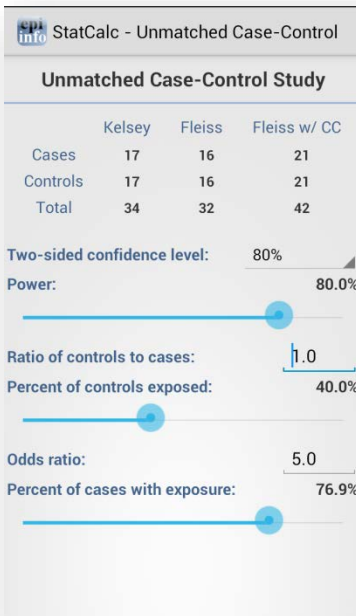 epi info StatCalc - Unmatched Case-Control
Unmatched Case-Control Study
Kelsey Fleiss Fleiss w/ CC
Cases 17 16 21
Controls 17 16 21
Total 34 32 42
Two-sided confidence level: 80%
Power: 80.0%
Ratio of controls to cases: 1.0
Percent of controls exposed: 40.0%
Odds ratio: 5.0
Percent of cases with exposure: 76.9%